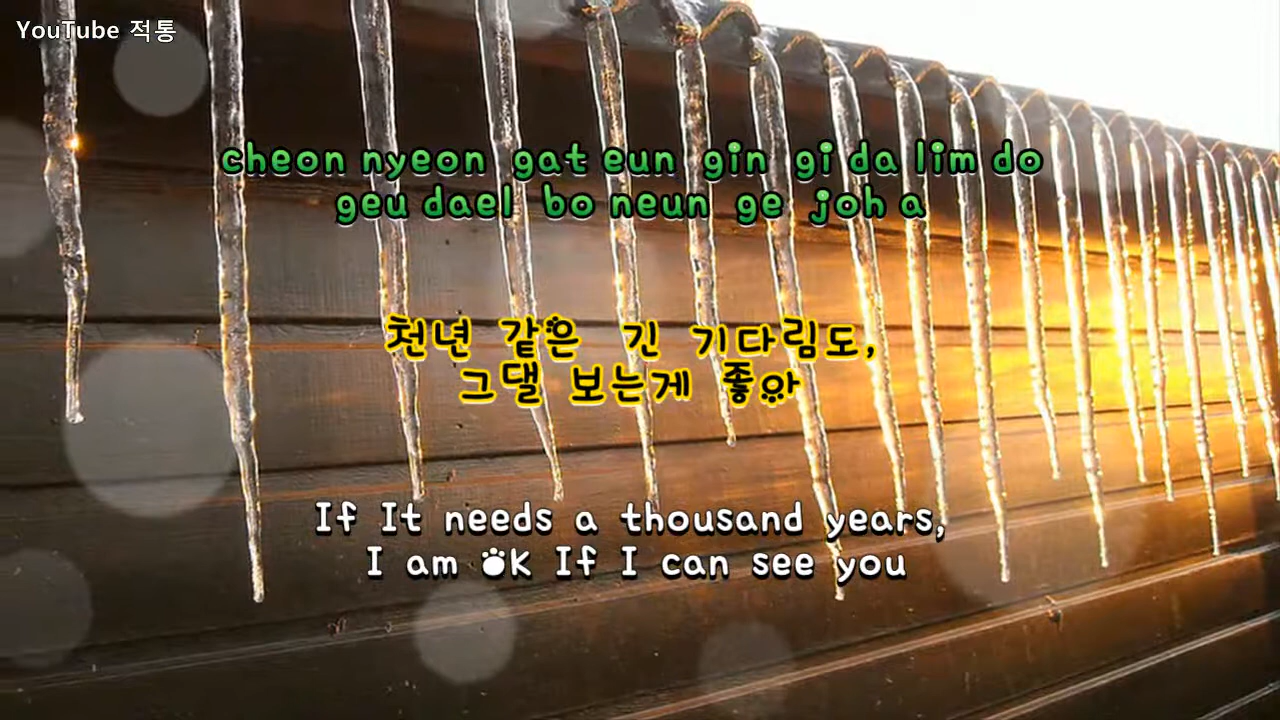 YouTube 적통
cheon nyeon gat eun gin gi da lim do
geu dael bo neun ge joh a
천년 같은 긴 기다림도,
그댈 보는게 좋아
If It needs a thousand years,
I am OK If I can see you